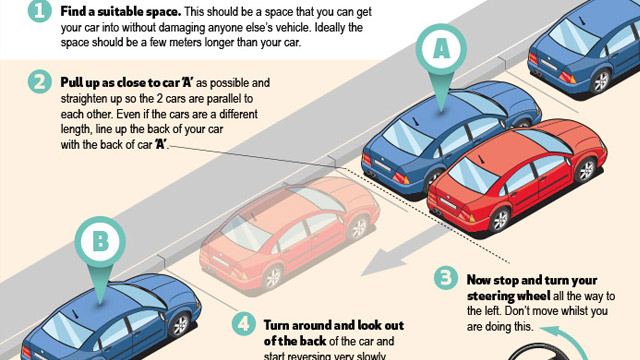 1 Find a suitable space. This should be a space that you can get
your car into without damaging anyone else's vehicle. Ideally the
space should be a few meters longer than your car.
A
2 Pull up as close to car 'A' as possible and
straighten up so the 2 cars are parallel to
each other. Even if the cars are a different
length, line up the back of your car
with the back of car 'A'.
B
3 Now stop and turn your
steering wheel all the way to
the left. Don't move whilst you
are doing this.
4 Turn around and look out
of the back of the car and
start reversing very slowly